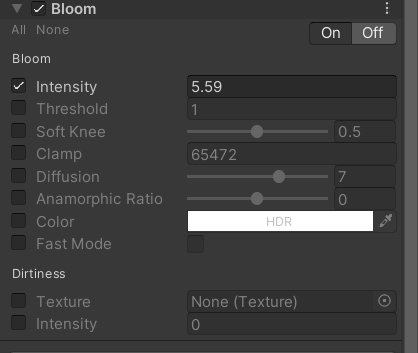 Bloom
All None
On Off
Bloom
Intensity 5.59
Threshold 1
Soft Knee 0.5
Clamp 65472
Diffusion 7
Anamorphic Ratio 0
Color HDR
Fast Mode
Dirtiness
Texture None (Texture)
Intensity 0